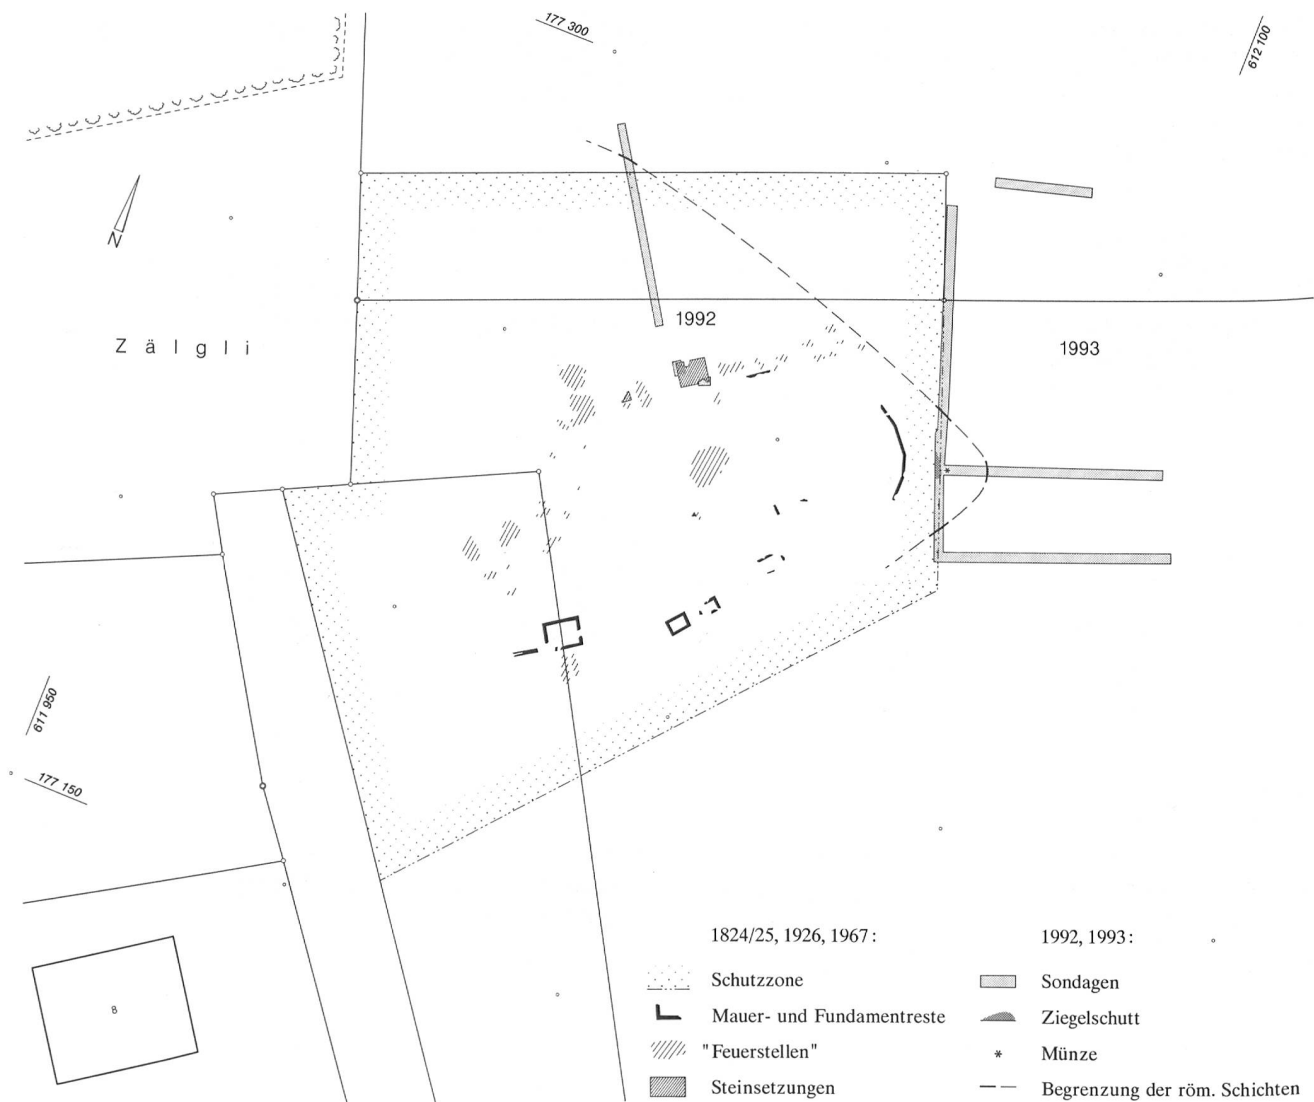 177 300
612 100
N
1992
Zälgli
1993
611 950
177 150
8
1824/25, 1926, 1967:
Schutzzone
Mauer- und Fundamentreste
"Feuerstellen"
Steinsetzungen
1992, 1993:
Sondagen
Ziegelschutt
* Münze
Begrenzung der röm. Schichten